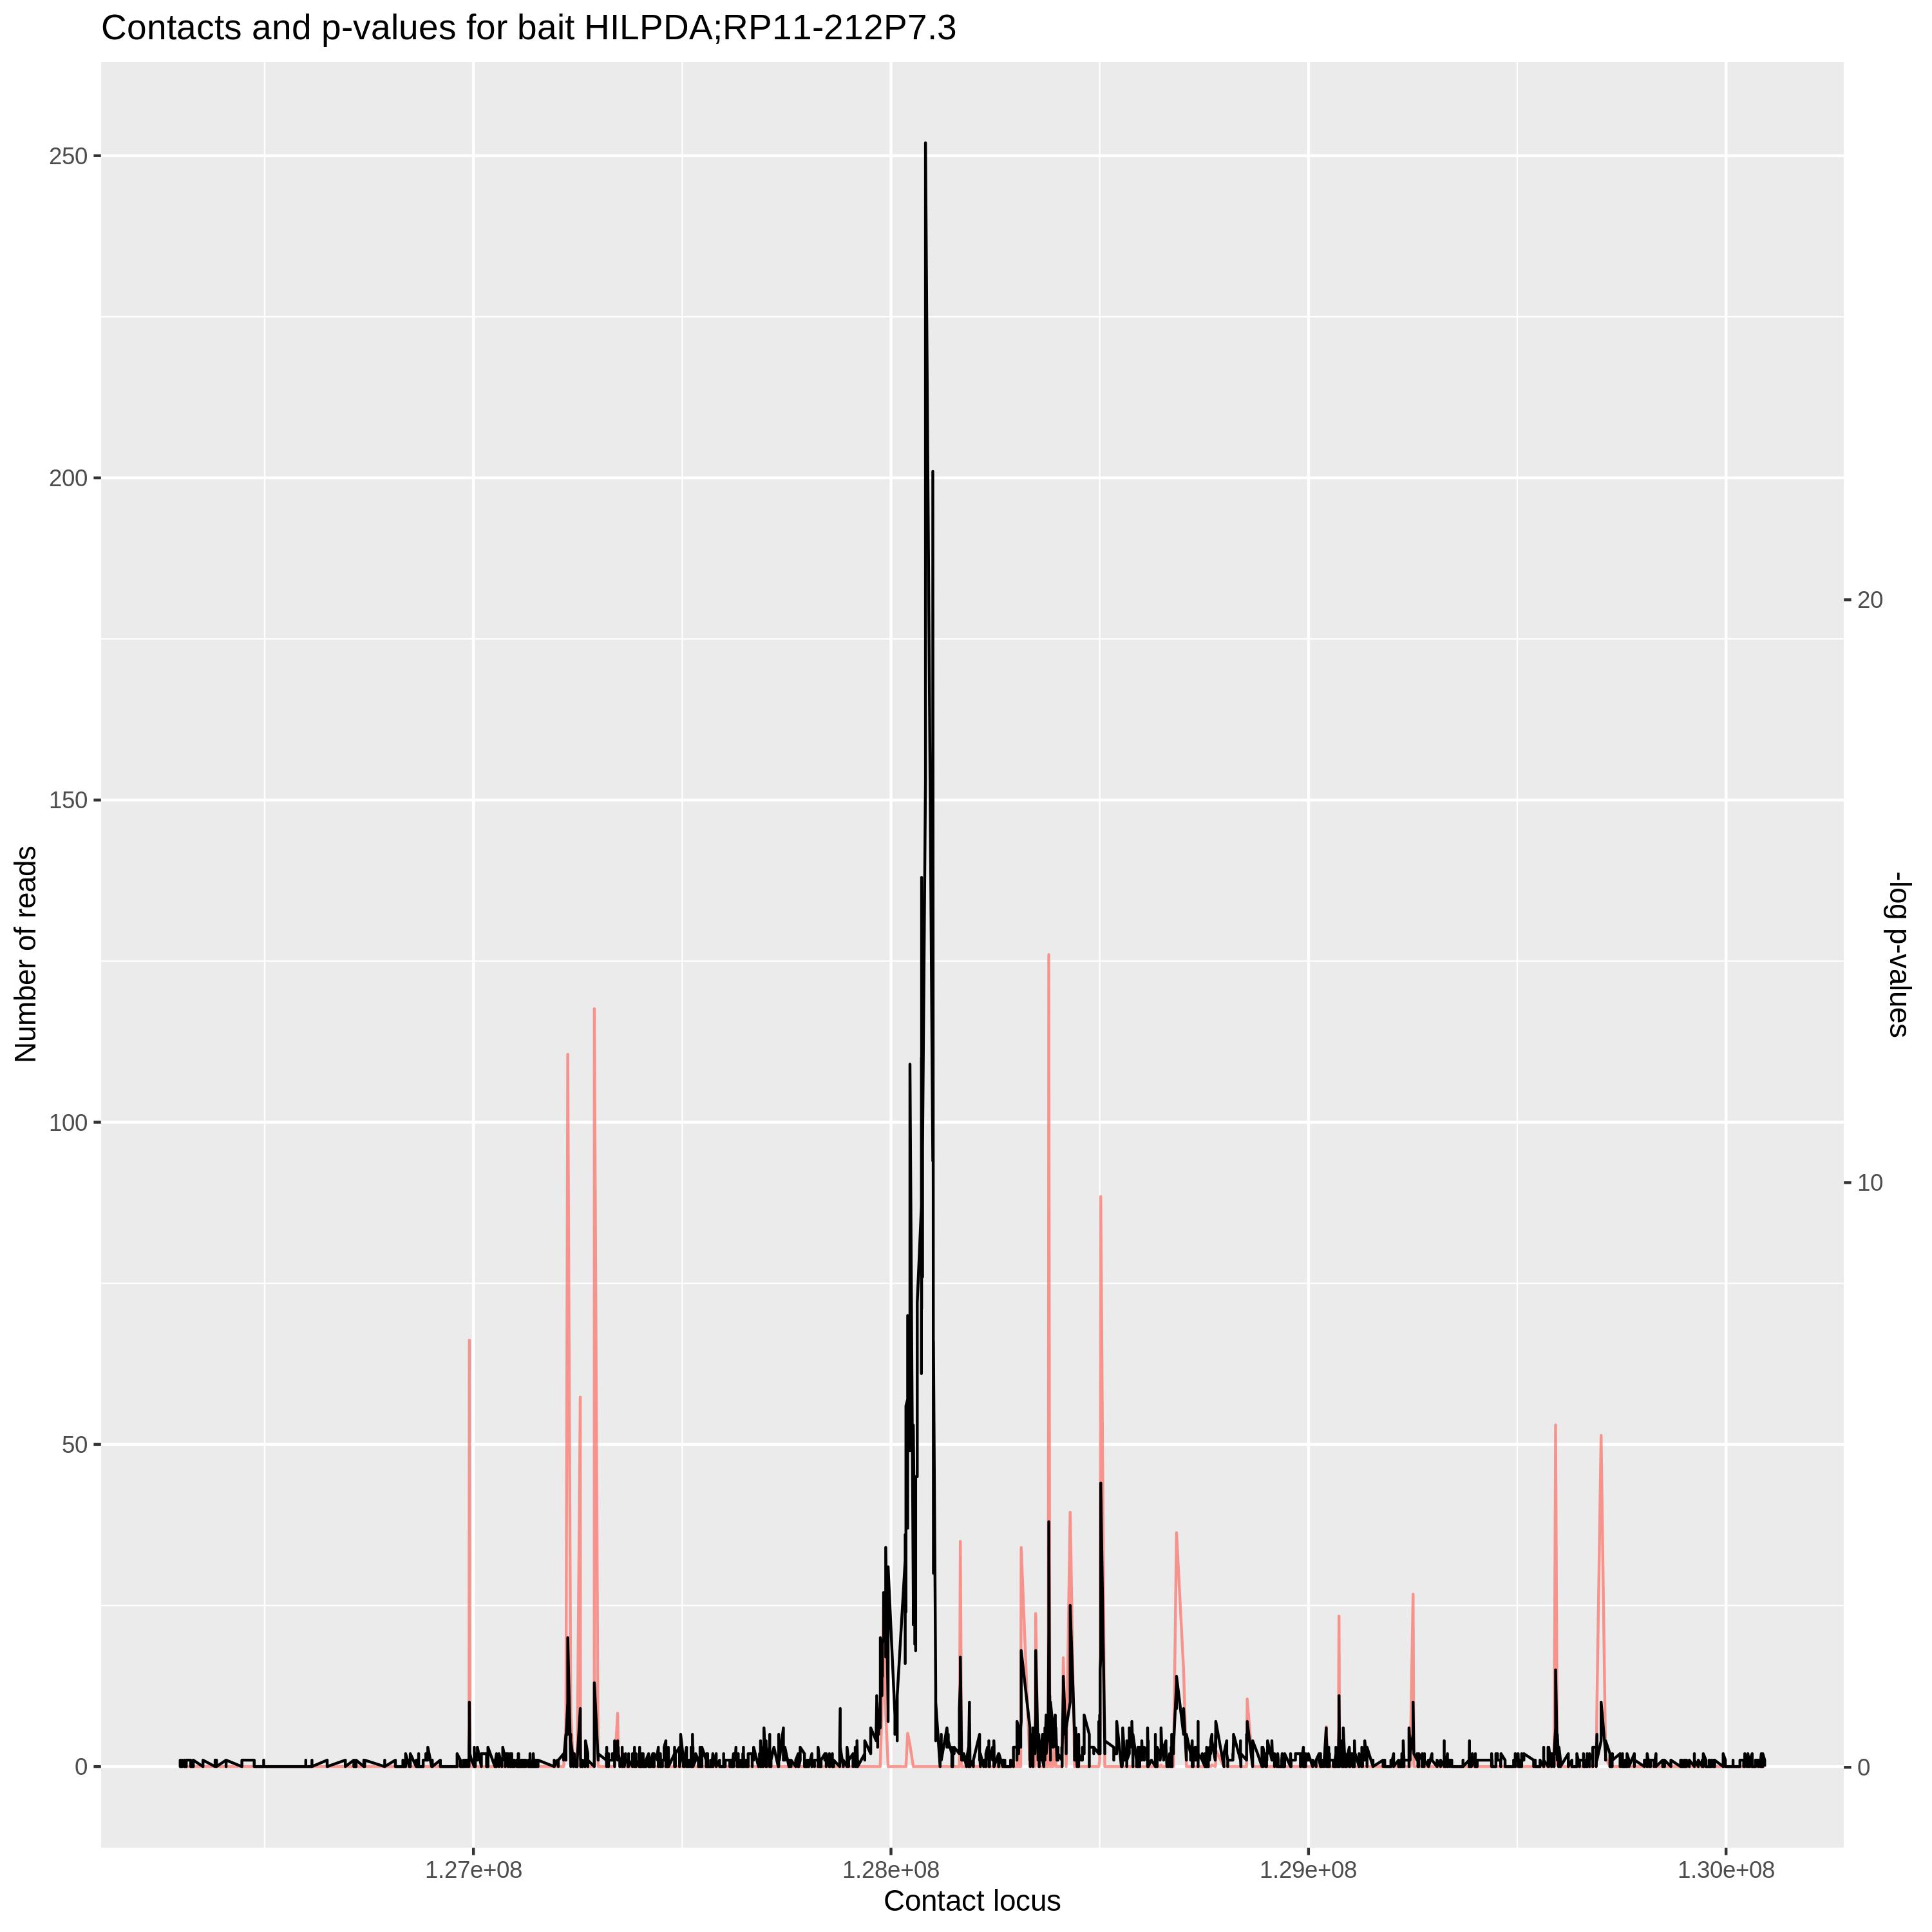 Contacts and p-values for bait HILPDA;RP11-212P7.3
250
200
150
100
50
0
Number of reads
20
10
0
-log p-values
1.27e+08
1.28e+08
1.29e+08
1.30e+08
Contact locus